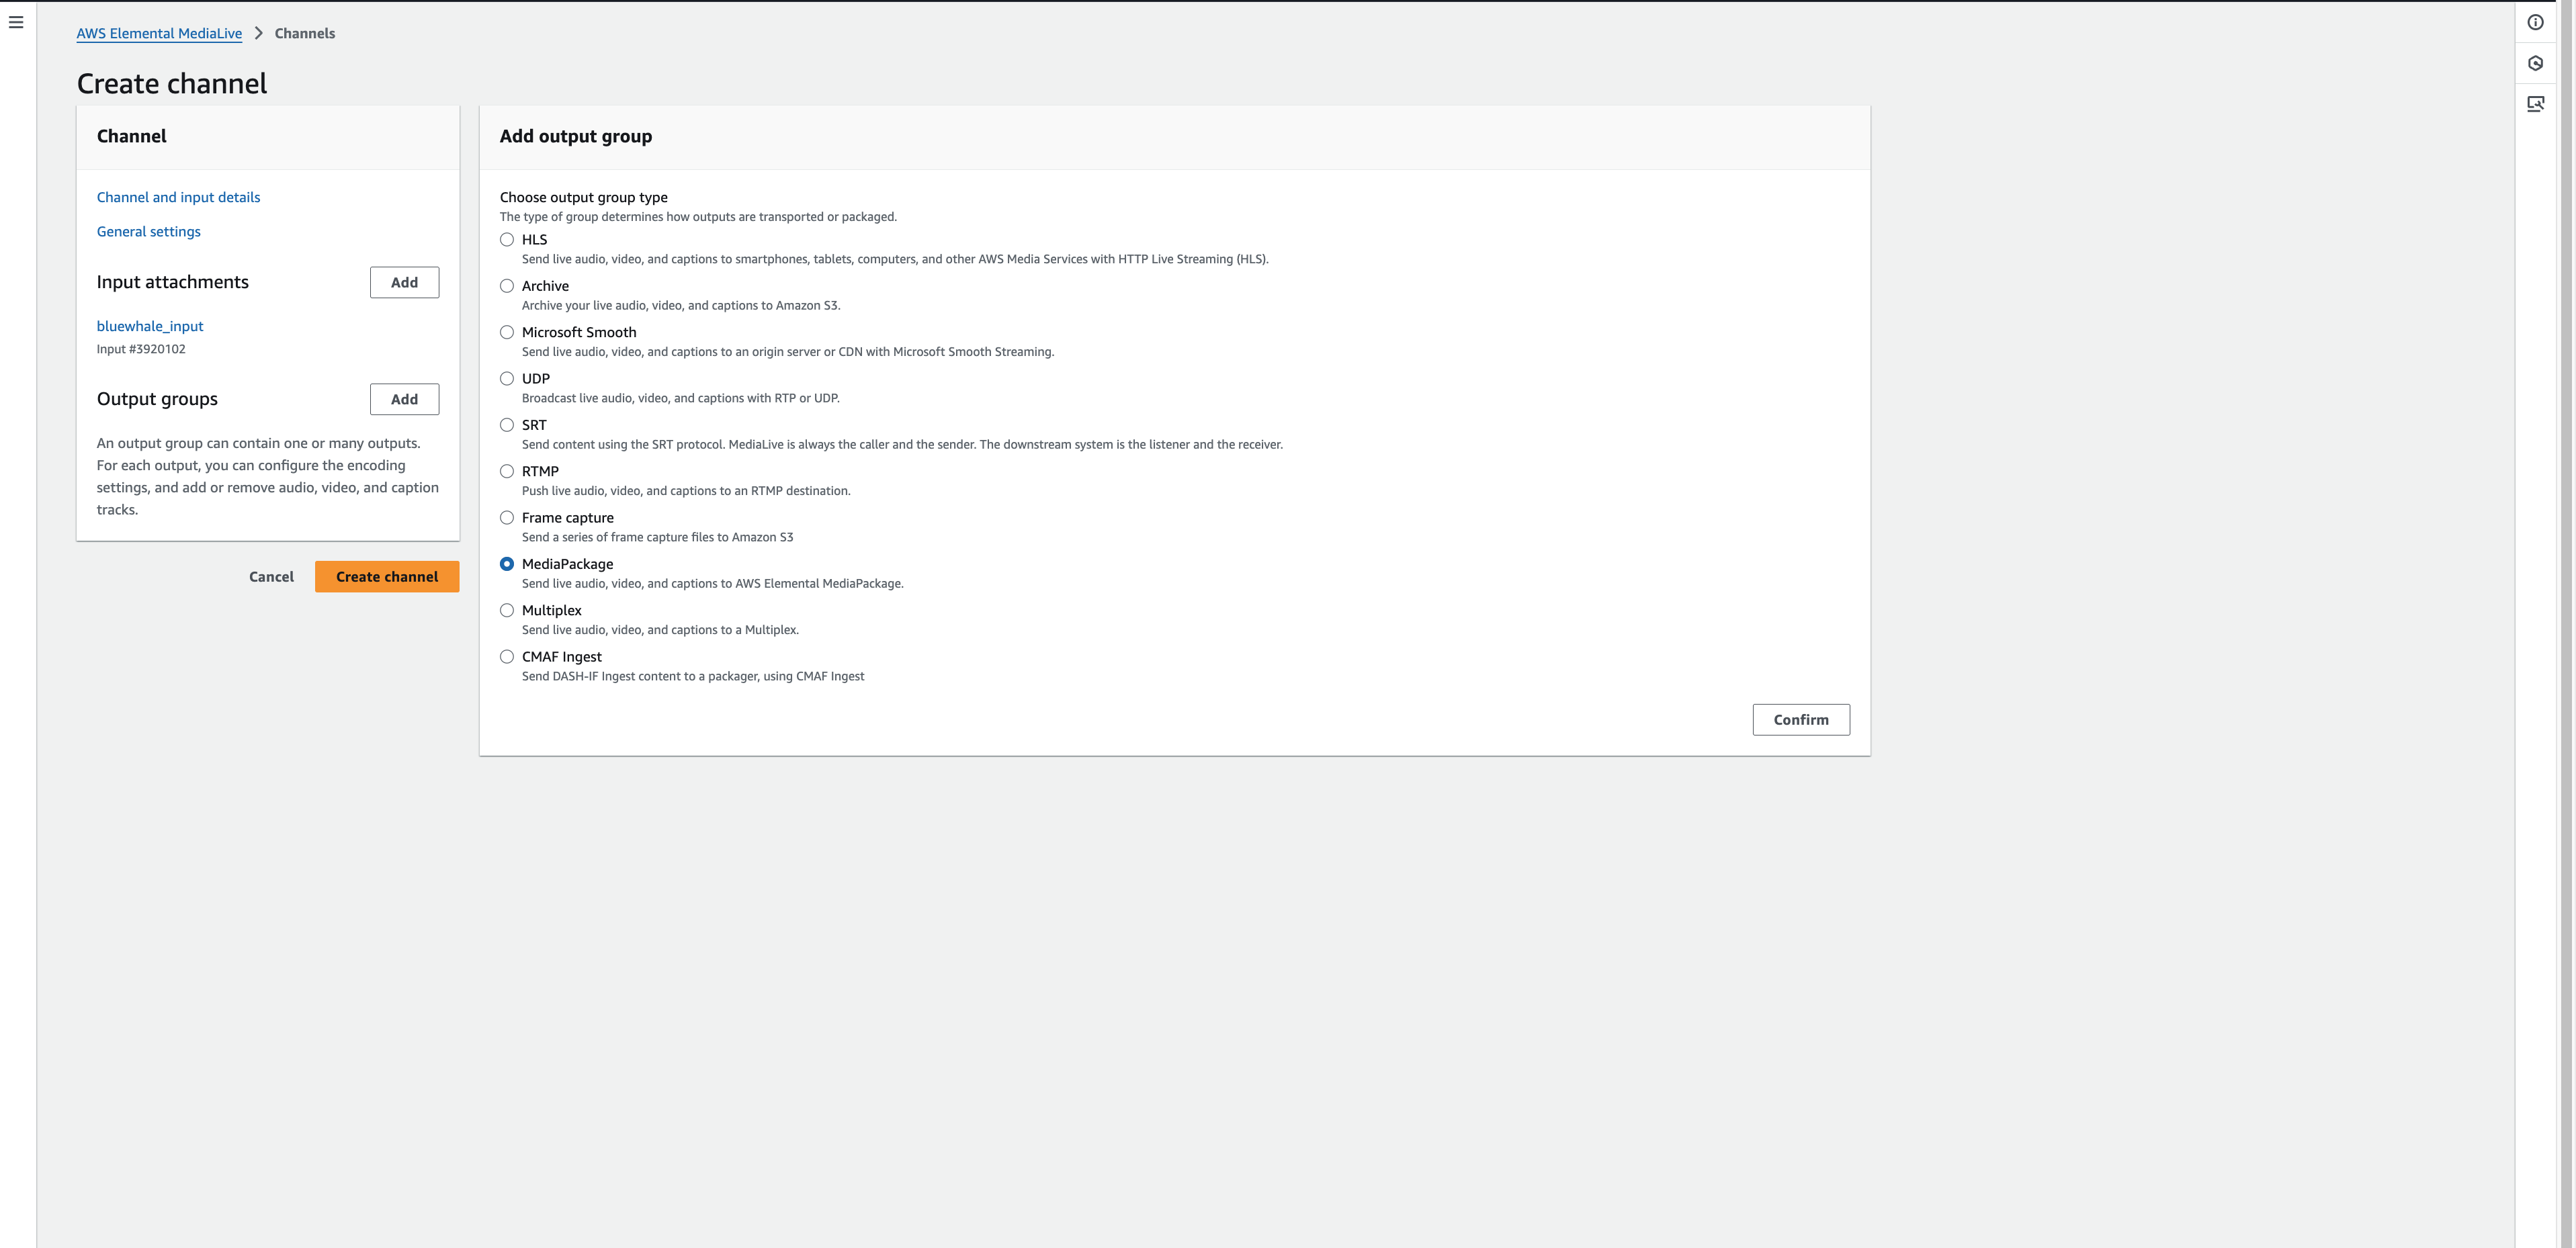 AWS Elemental MediaLive > Channels
Create channel
Channel
Channel and input details
General settings
Input attachments
Add
bluewhale_input
Input #3920102
Output groups
Add
An output group can contain one or many outputs.
For each output, you can configure the encoding
settings, and add or remove audio, video, and caption
tracks.
Cancel
Create channel
Add output group
Choose output group type
The type of group determines how outputs are transported or packaged.
HLS
Send live audio, video, and captions to smartphones, tablets, computers, and other AWS Media Services with HTTP Live Streaming (HLS).
Archive
Archive your live audio, video, and captions to Amazon S3.
Microsoft Smooth
Send live audio, video, and captions to an origin server or CDN with Microsoft Smooth Streaming.
UDP
Broadcast live audio, video, and captions with RTP or UDP.
SRT
Send content using the SRT protocol. MediaLive is always the caller and the sender. The downstream system is the listener and the receiver.
RTMP
Push live audio, video, and captions to an RTMP destination.
Frame capture
Send a series of frame capture files to Amazon S3
MediaPackage
Send live audio, video, and captions to AWS Elemental MediaPackage.
Multiplex
Send live audio, video, and captions to a Multiplex.
CMAF Ingest
Send DASH-IF Ingest content to a packager, using CMAF Ingest
Confirm